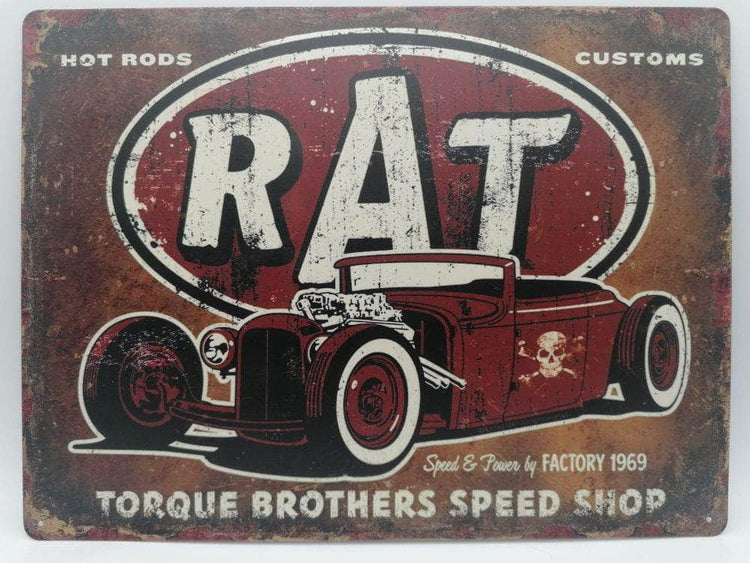 HOT RODS
CUSTOMS
RAT
Speed & Power by FACTORY 1969
TORQUE BROTHERS SPEED SHOP